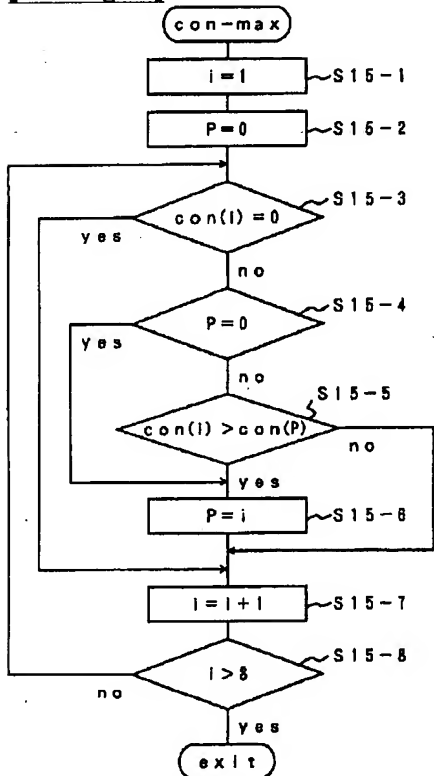 con-max
i=1
S15-1
P=0
S15-2
con(i)=0
S15-3
yes
no
P=0
S15-4
yes
no
con(i)>con(P)
S15-5
no
yes
P=i
S15-6
i=i+1
S15-7
i>8
S15-8
no
yes
exit